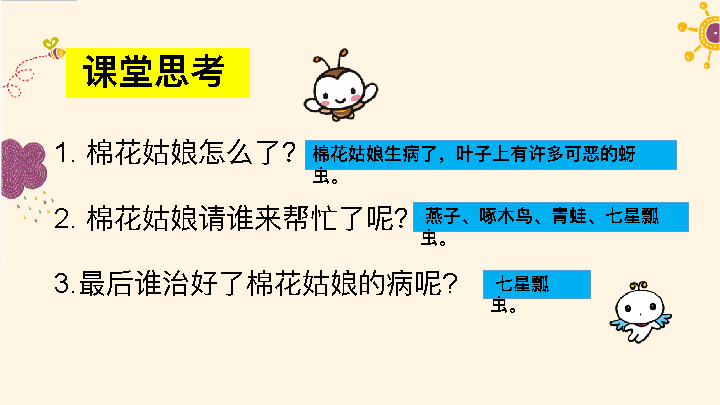 课堂思考
1. 棉花姑娘怎么了?
棉花姑娘生病了，叶子上有许多可恶的蚜
虫。
2. 棉花姑娘请谁来帮忙了呢?
燕子、啄木鸟、青蛙、七星瓢
虫。
3.最后谁治好了棉花姑娘的病呢?
七星瓢
虫。